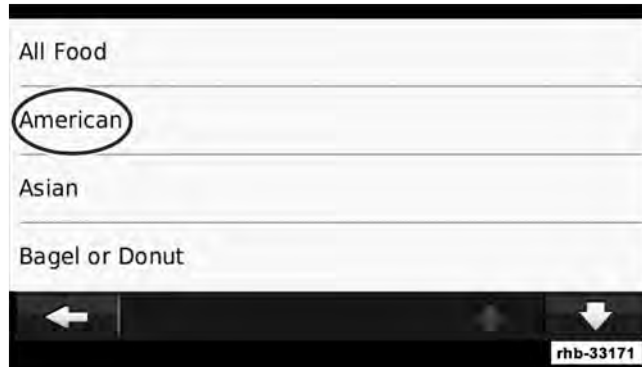 All Food
American
Asian
Bagel or Donut
rhb-33171